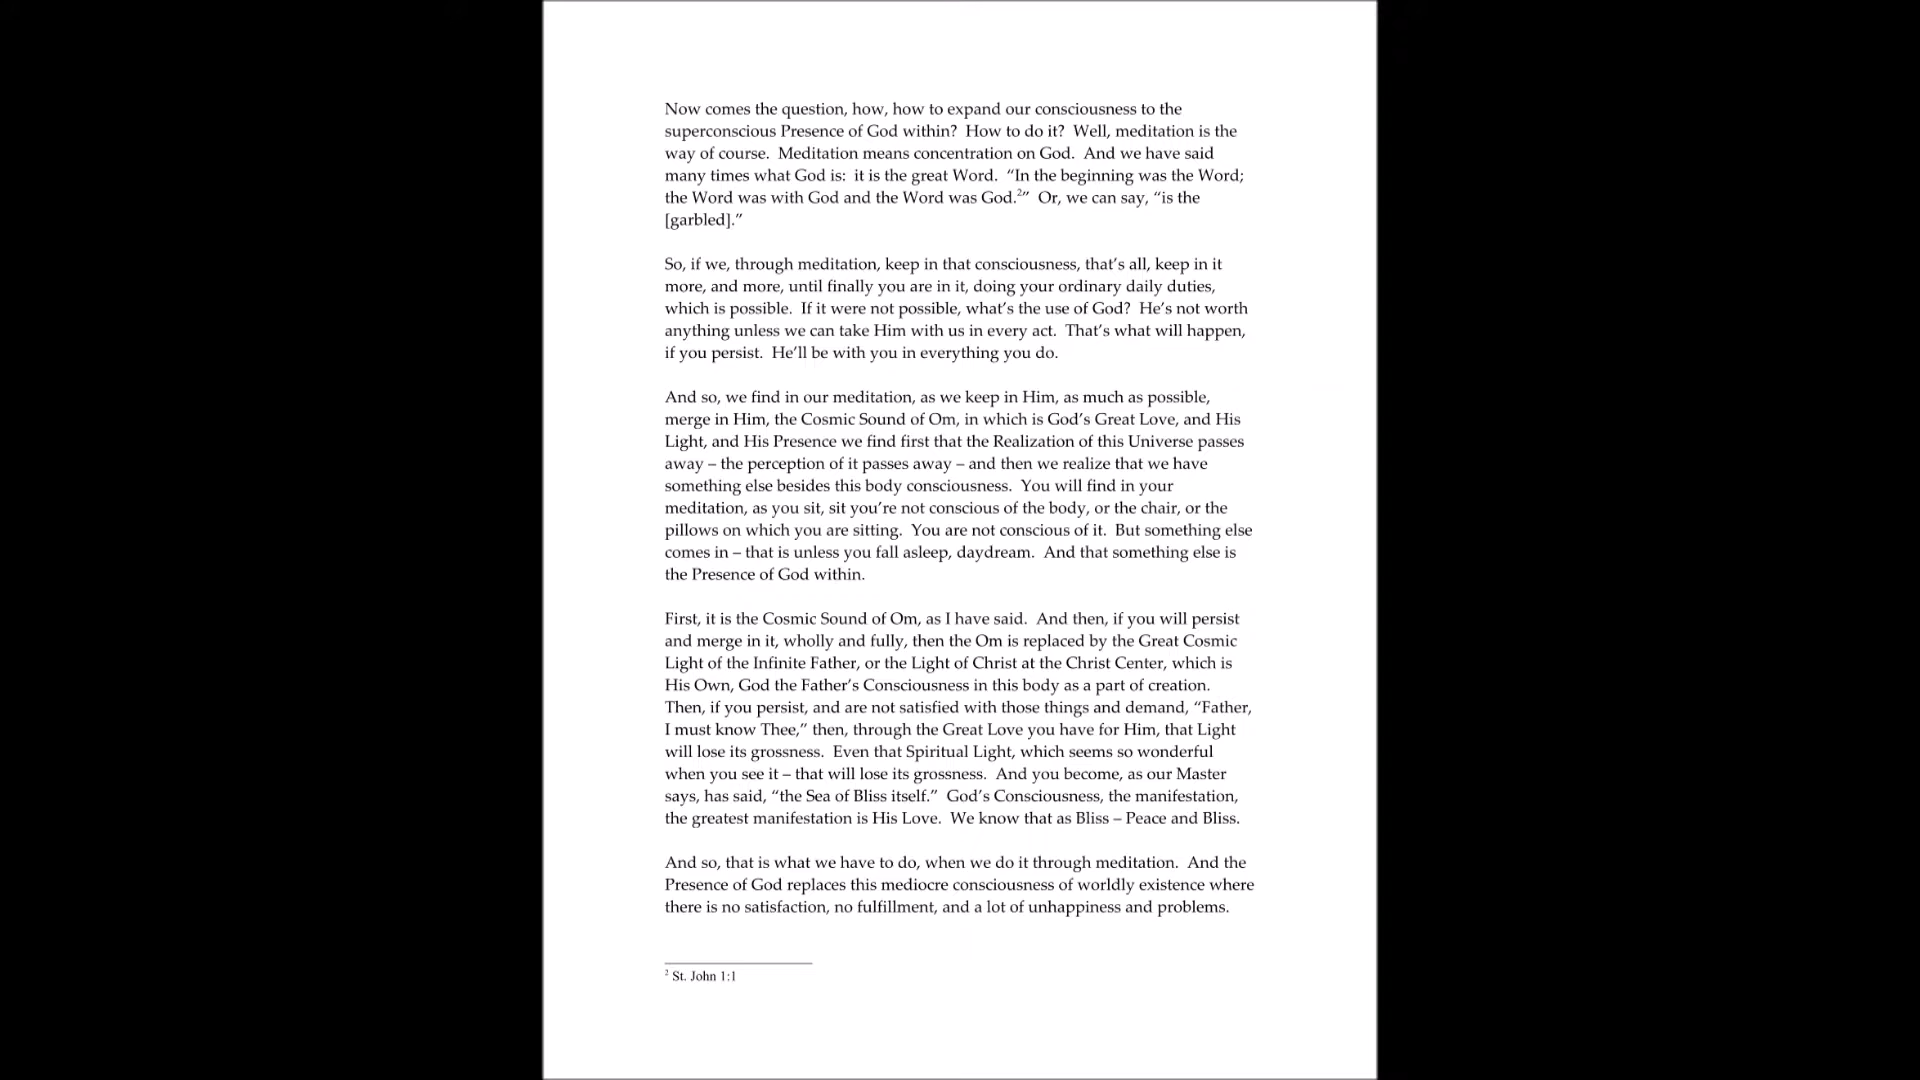 Now comes the question, how, how to expand our consciousness to the
superconscious Presence of God within?  How to do it?  Well, meditation is the
way of course.  Meditation means concentration on God.  And we have said
many times what God is:  it is the great Word.  “In the beginning was the Word;
the Word was with God and the Word was God.²”  Or, we can say, “is the
[garbled].”
So, if we, through meditation, keep in that consciousness, that’s all, keep in it
more, and more, until finally you are in it, doing your ordinary daily duties,
which is possible.  If it were not possible, what’s the use of God?  He’s not worth
anything unless we can take Him with us in every act.  That’s what will happen,
if you persist.  He’ll be with you in everything you do.
And so, we find in our meditation, as we keep in Him, as much as possible,
merge in Him, the Cosmic Sound of Om, in which is God’s Great Love, and His
Light, and His Presence we find first that the Realization of this Universe passes
away – the perception of it passes away – and then we realize that we have
something else besides this body consciousness.  You will find in your
meditation, as you sit, sit you’re not conscious of the body, or the chair, or the
pillows on which you are sitting.  You are not conscious of it.  But something else
comes in – that is unless you fall asleep, daydream.  And that something else is
the Presence of God within.
First, it is the Cosmic Sound of Om, as I have said.  And then, if you will persist
and merge in it, wholly and fully, then the Om is replaced by the Great Cosmic
Light of the Infinite Father, or the Light of Christ at the Christ Center, which is
His Own, God the Father’s Consciousness in this body as a part of creation.
Then, if you persist, and are not satisfied with those things and demand, “Father,
I must know Thee,” then, through the Great Love you have for Him, that Light
will lose its grossness.  Even that Spiritual Light, which seems so wonderful
when you see it – that will lose its grossness.  And you become, as our Master
says, has said, “the Sea of Bliss itself.”  God’s Consciousness, the manifestation,
the greatest manifestation is His Love.  We know that as Bliss – Peace and Bliss.
And so, that is what we have to do, when we do it through meditation.  And the
Presence of God replaces this mediocre consciousness of worldly existence where
there is no satisfaction, no fulfillment, and a lot of unhappiness and problems.
² St. John 1:1